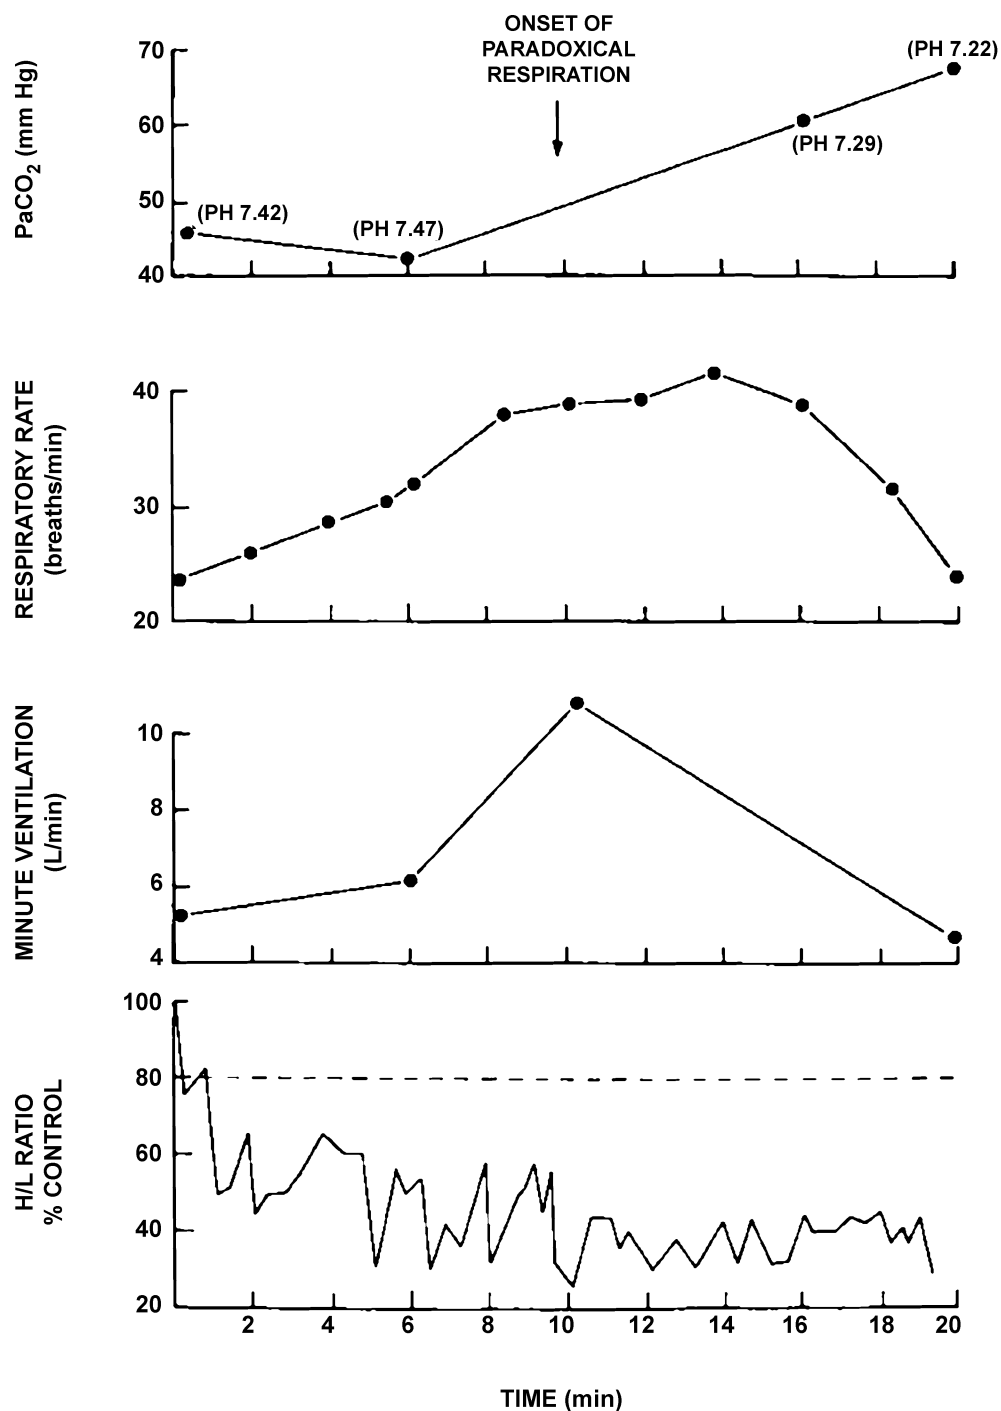 ONSET OF
PARADOXICAL
RESPIRATION
(PH 7.22)
70
60
50
40
PaCO2 (mm Hg)
(PH 7.42)
(PH 7.47)
(PH 7.29)
40
30
20
RESPIRATORY RATE
(breaths/min)
10
8
6
4
MINUTE VENTILATION
(L/min)
100
80
60
40
20
H/L RATIO
% CONTROL
2 4 6 8 10 12 14 16 18 20
TIME (min)